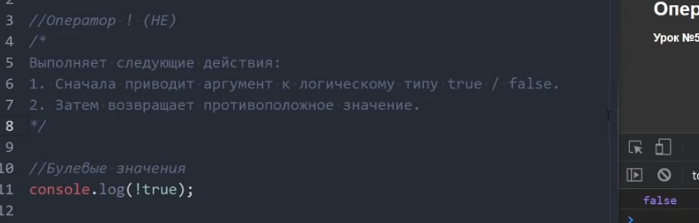 3 //Оператор ! (НЕ)
4 /*
5 Выполняет следующие действия:
6 1. Сначала приводит аргумент к логическому типу true / false.
7 2. Затем возвращает противоположное значение.
8 */
9
10 //Булевые значения
11 console.log(!true);
12
Опер
Урок №5
to
false